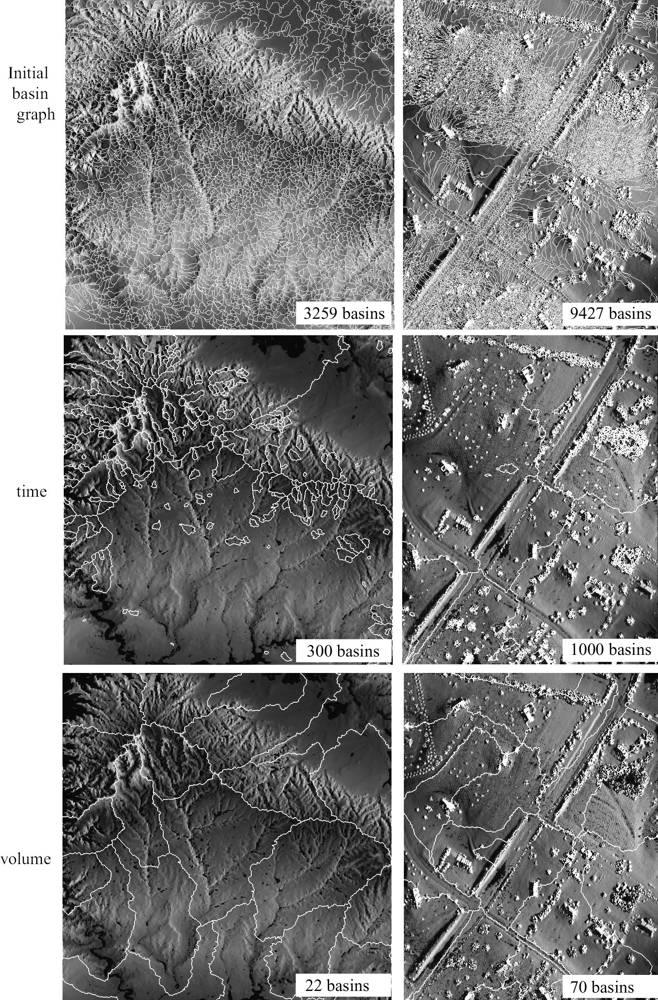 Initial
basin
graph
3259 basins
9427 basins
time
300 basins
1000 basins
volume
22 basins
70 basins